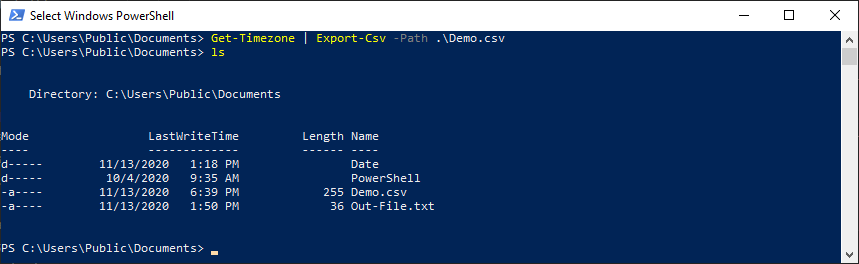 Select Windows PowerShell
PS C:\Users\Public\Documents> Get-Timezone | Export-Csv -Path .\Demo.csv
PS C:\Users\Public\Documents> ls
    Directory: C:\Users\Public\Documents
Mode                 LastWriteTime         Length Name
----                 -------------         ------ ----
d-----        11/13/2020   1:18 PM                Date
d-----         10/4/2020   9:35 AM                PowerShell
-a----        11/13/2020   6:39 PM            255 Demo.csv
-a----        11/13/2020   1:50 PM             36 Out-File.txt
PS C:\Users\Public\Documents>